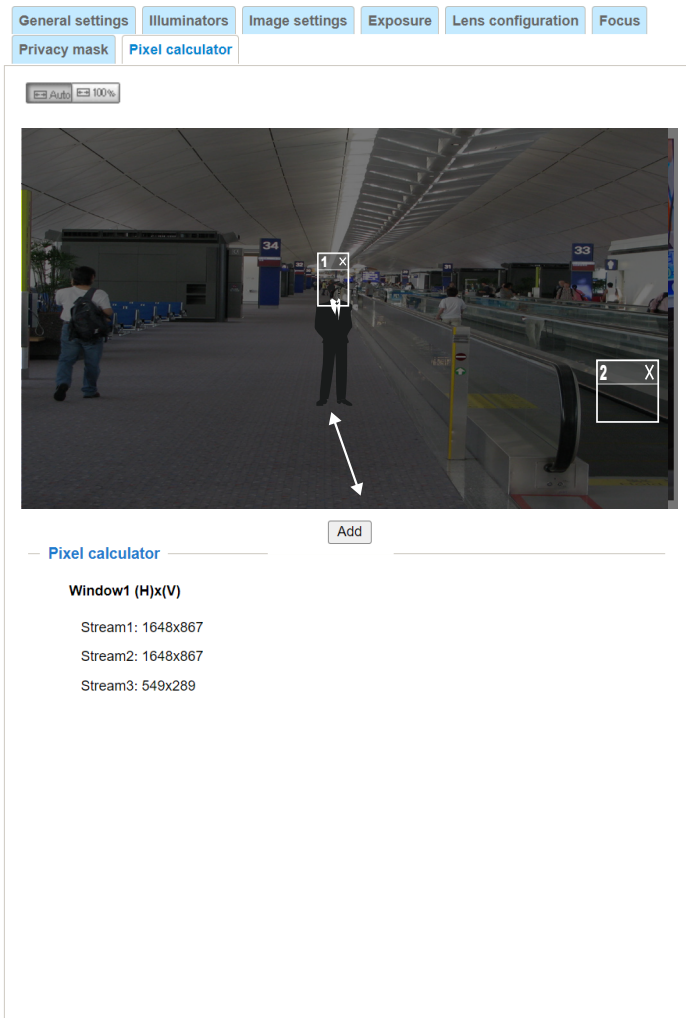 General settings Illuminators Image settings Exposure Lens configuration Focus
Privacy mask Pixel calculator
Auto 100%
34
33
1 X
2 X
Add
Pixel calculator
Window1 (H)x(V)
Stream1: 1648x867
Stream2: 1648x867
Stream3: 549x289